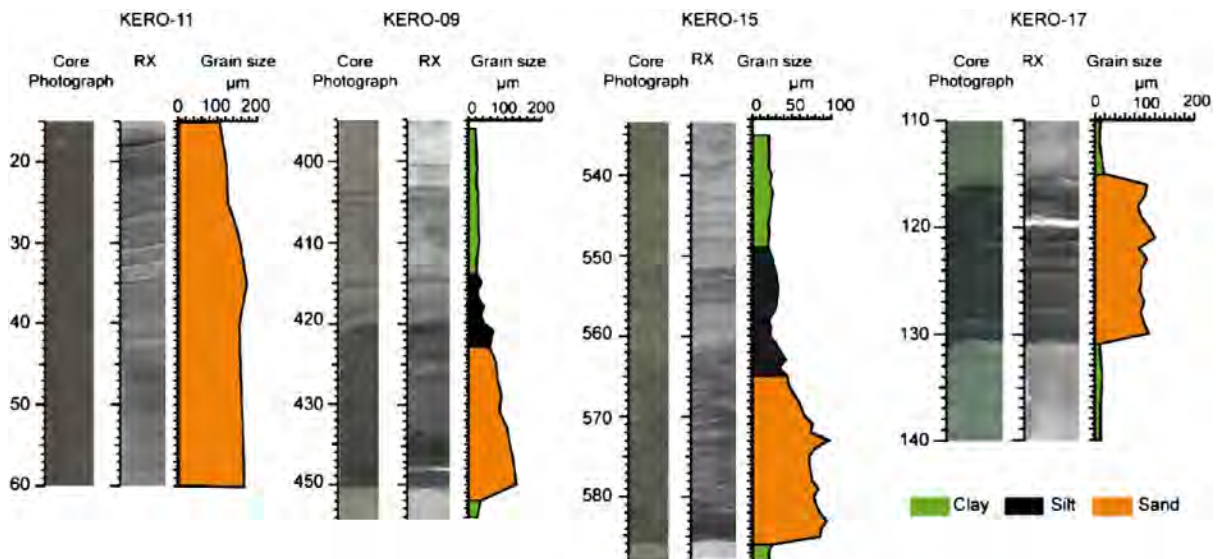 KERO-11 KERO-09 KERO-15 KERO-17
Core Photograph RX Grain size µm
0 100 200
20
30
40
50
60
Core Photograph RX Grain size µm
0 100 200
400
410
420
430
440
450
Core Photograph RX Grain size µm
0 50 100
540
550
560
570
580
Core Photograph RX Grain size µm
0 100 200
110
120
130
140
Clay Silt Sand